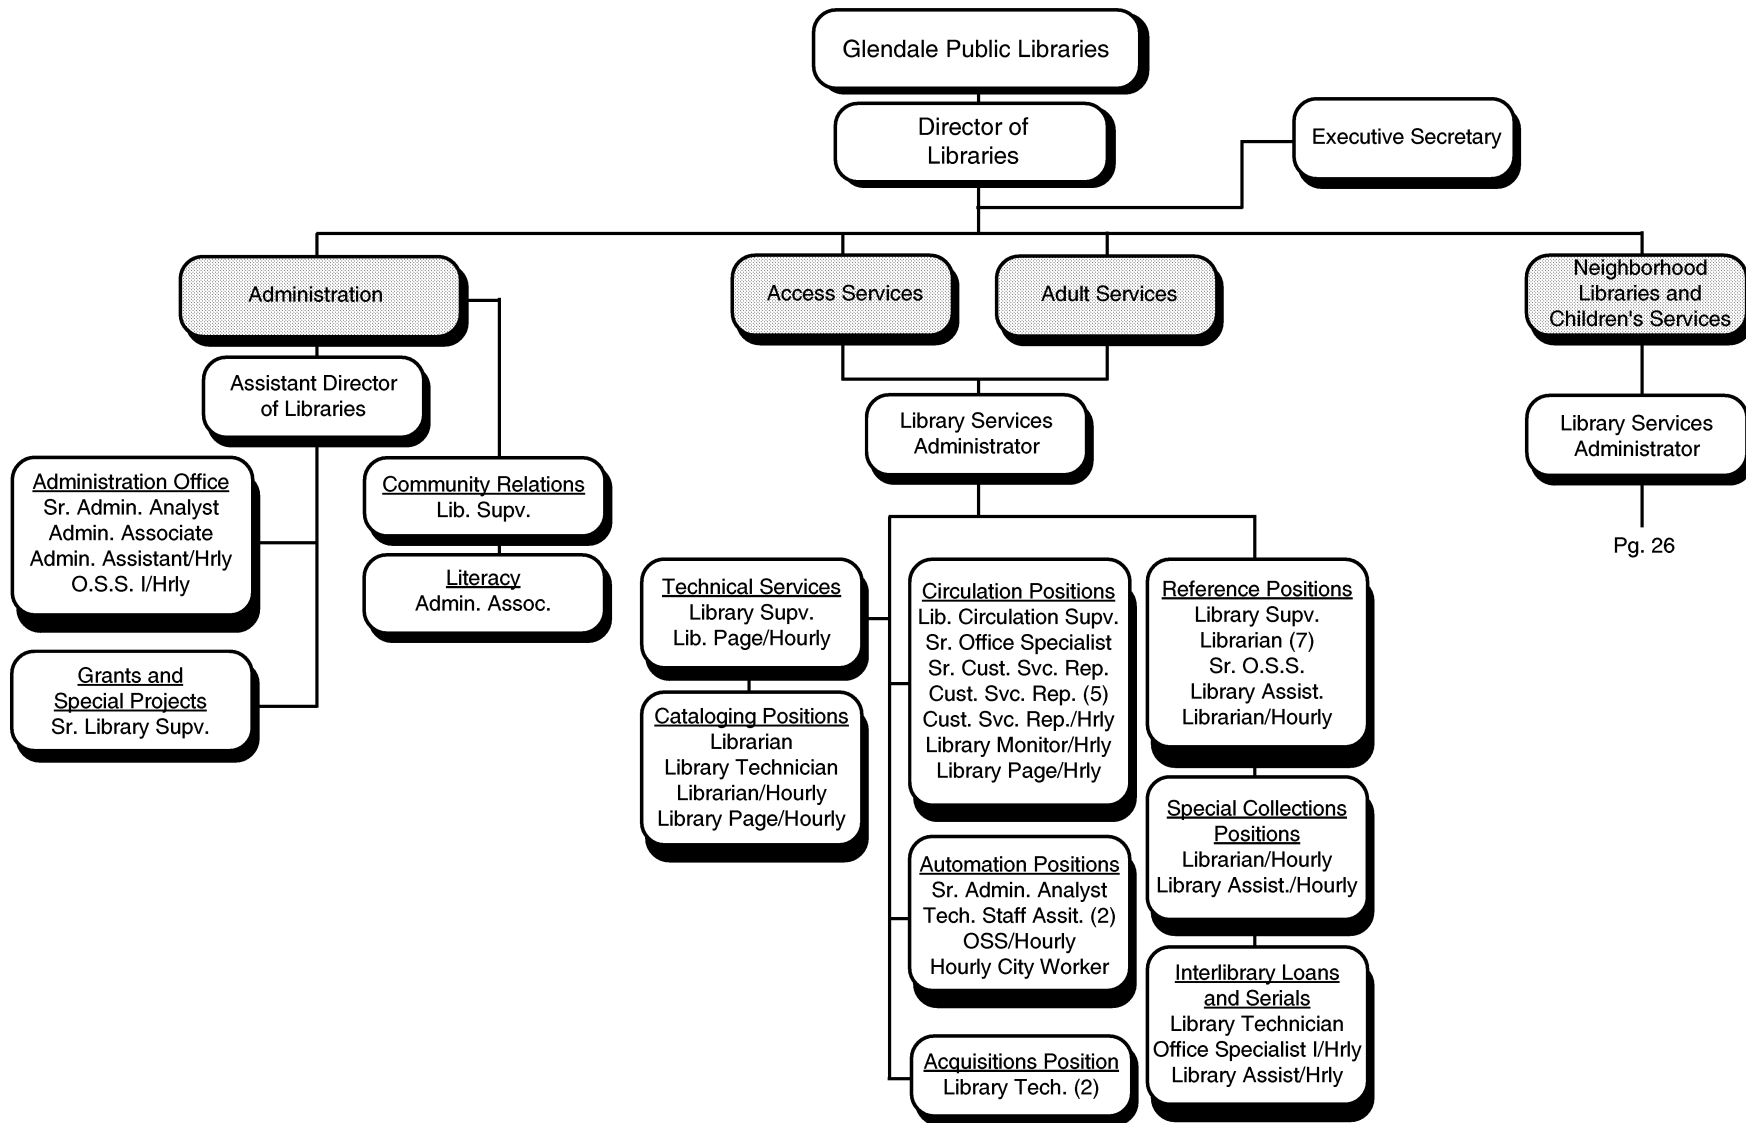 Glendale Public Libraries
Director of
Libraries
Executive Secretary
Administration
Access Services
Adult Services
Neighborhood
Libraries and
Children's Services
Assistant Director
of Libraries
Library Services
Administrator
Library Services
Administrator
Pg. 26
Administration Office
Sr. Admin. Analyst
Admin. Associate
Admin. Assistant/Hrly
O.S.S. I/Hrly
Community Relations
Lib. Supv.
Literacy
Admin. Assoc.
Grants and
Special Projects
Sr. Library Supv.
Technical Services
Library Supv.
Lib. Page/Hourly
Cataloging Positions
Librarian
Library Technician
Librarian/Hourly
Library Page/Hourly
Circulation Positions
Lib. Circulation Supv.
Sr. Office Specialist
Sr. Cust. Svc. Rep.
Cust. Svc. Rep. (5)
Cust. Svc. Rep./Hrly
Library Monitor/Hrly
Library Page/Hrly
Automation Positions
Sr. Admin. Analyst
Tech. Staff Assit. (2)
OSS/Hourly
Hourly City Worker
Acquisitions Position
Library Tech. (2)
Reference Positions
Library Supv.
Librarian (7)
Sr. O.S.S.
Library Assist.
Librarian/Hourly
Special Collections
Positions
Librarian/Hourly
Library Assist./Hourly
Interlibrary Loans
and Serials
Library Technician
Office Specialist I/Hrly
Library Assist/Hrly